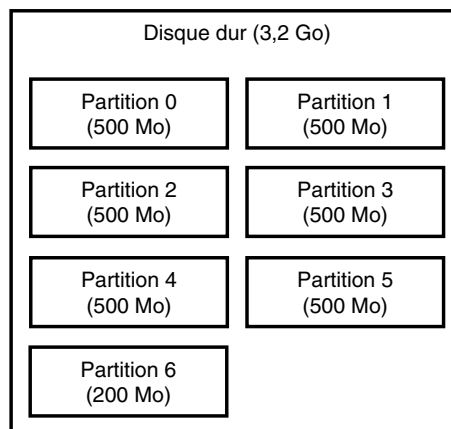 Disque dur (3,2 Go)
Partition 0
(500 Mo)
Partition 1
(500 Mo)
Partition 2
(500 Mo)
Partition 3
(500 Mo)
Partition 4
(500 Mo)
Partition 5
(500 Mo)
Partition 6
(200 Mo)